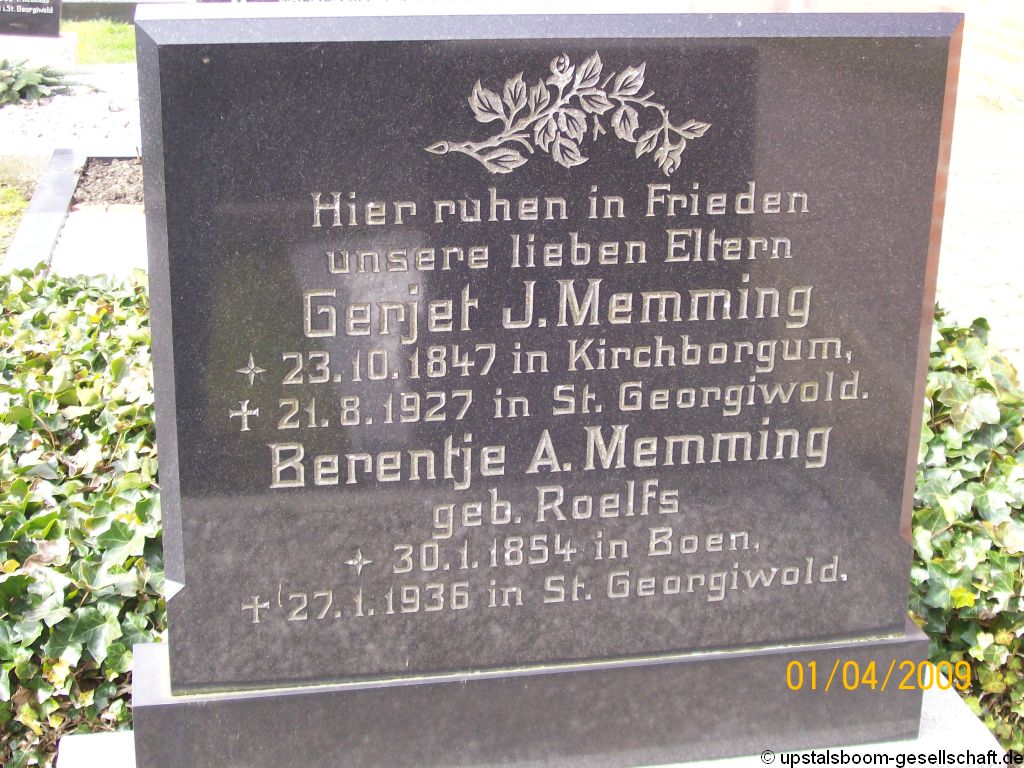 i.St. Georgiwold
Hier ruhen in Frieden
unsere lieben Eltern
Gerjet J. Memming
23.10.1847 in Kirchborgum,
21.8.1927 in St. Georgiwold.
Berentje A. Memming
geb. Roelfs
30.1.1854 in Boen,
27.1.1936 in St. Georgiwold.
01/04/2009
© upstalsboom-gesellschaft.de